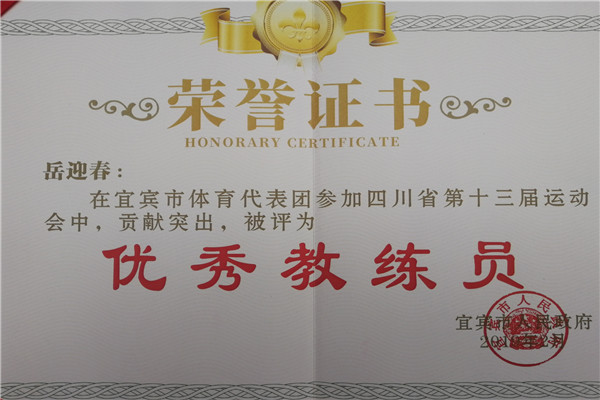 荣誉证书
HONORARY CERTIFICATE
岳迎春：
在宜宾市体育代表团参加四川省第十三届运动
会中，贡献突出，被评为
优秀教练员
宜宾市人民政府